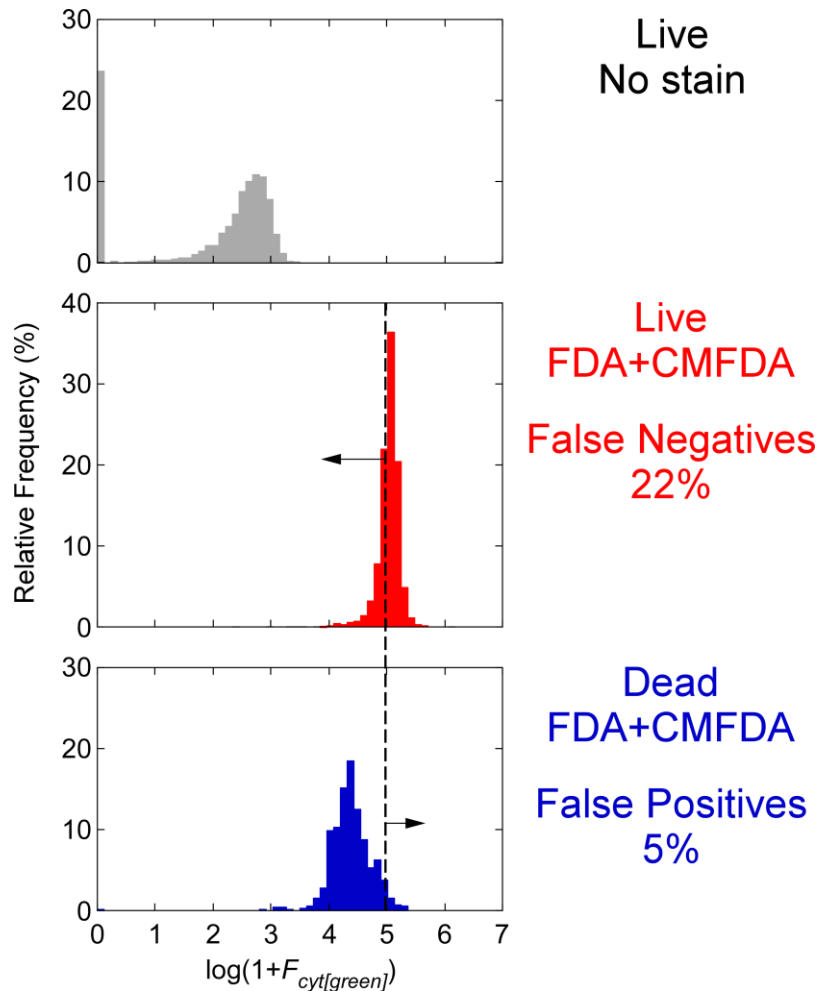 Live
No stain
30
20
10
0
Live
FDA+CMFDA
False Negatives
22%
40
30
20
10
0
Relative Frequency (%)
Dead
FDA+CMFDA
False Positives
5%
30
20
10
0
0 1 2 3 4 5 6 7
log(1+F_cyt[green])